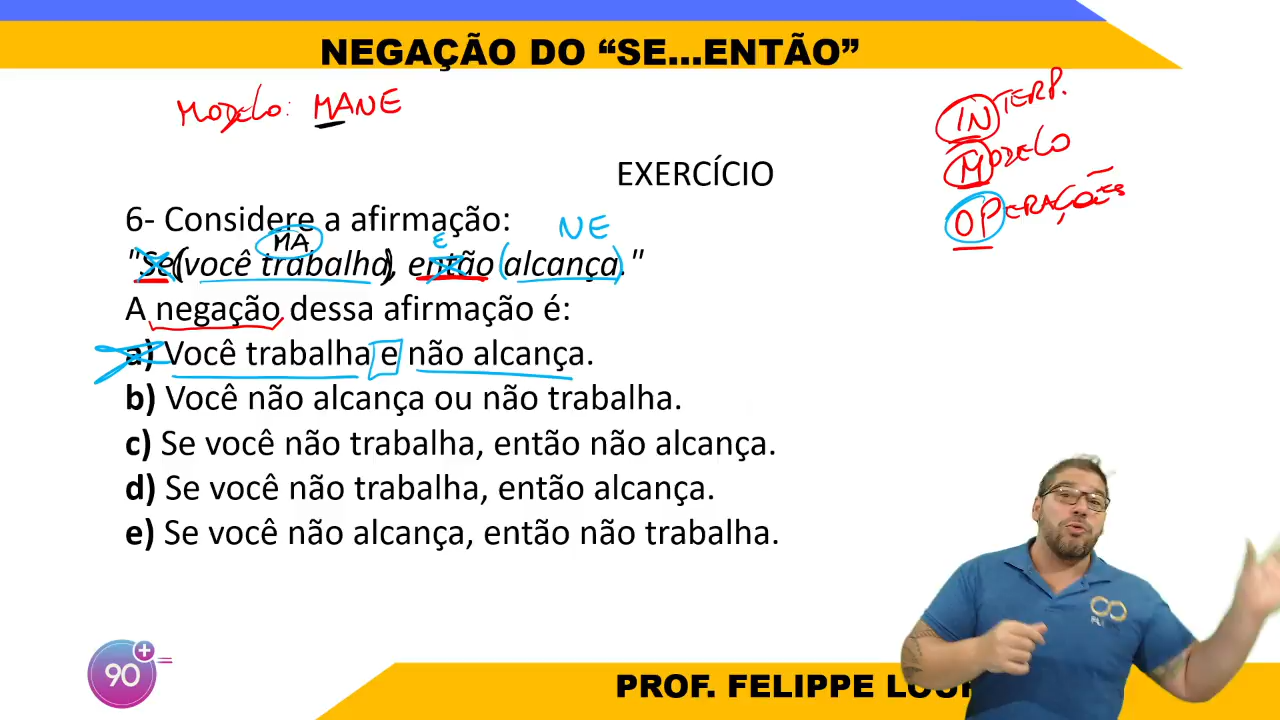 NEGAÇÃO DO “SE...ENTÃO”
MODELO: MANE
INTERP.
MODELO
OPERAÇÕES
EXERCÍCIO
6- Considere a afirmação:
MA E NE
"Se (você trabalha), então (alcança)."
A negação dessa afirmação é:
a) Você trabalha e não alcança.
b) Você não alcança ou não trabalha.
c) Se você não trabalha, então não alcança.
d) Se você não trabalha, então alcança.
e) Se você não alcança, então não trabalha.
90+
PROF. FELIPPE